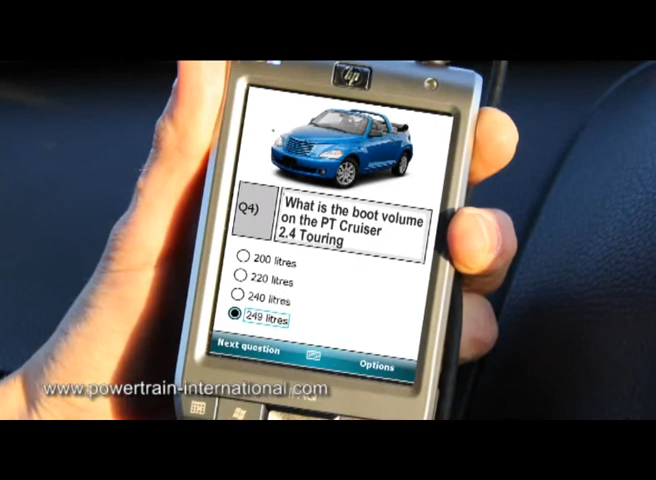 hp
Q4)
What is the boot volume
on the PT Cruiser
2.4 Touring
200 litres
220 litres
240 litres
249 litres
Next question
Options
www.powertrain-international.com